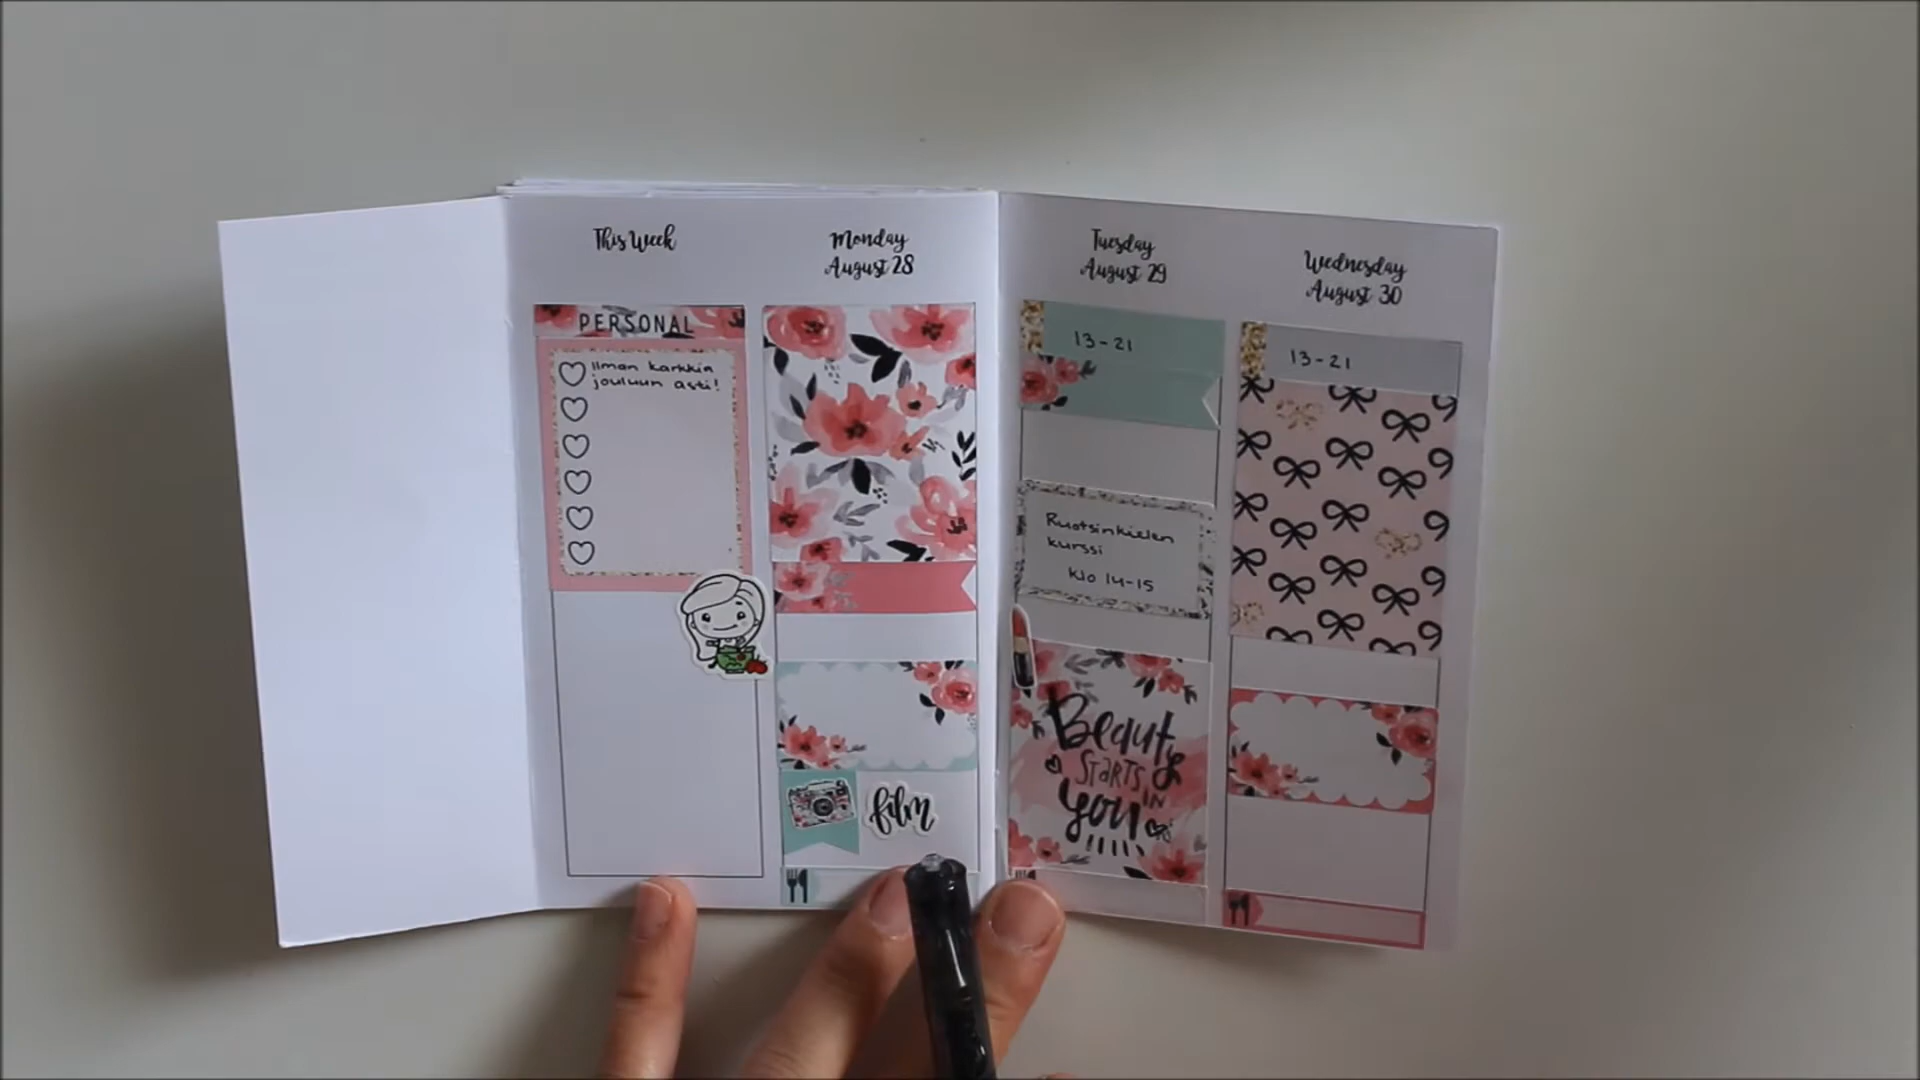 This Week
PERSONAL
Ilman karkkia
jouluun asti!
Monday
August 28
film
Tuesday
August 29
13-21
Ruotsinkielen
kurssi
klo 14-15
Beauty
STARTS
IN
you
Wednesday
August 30
13-21